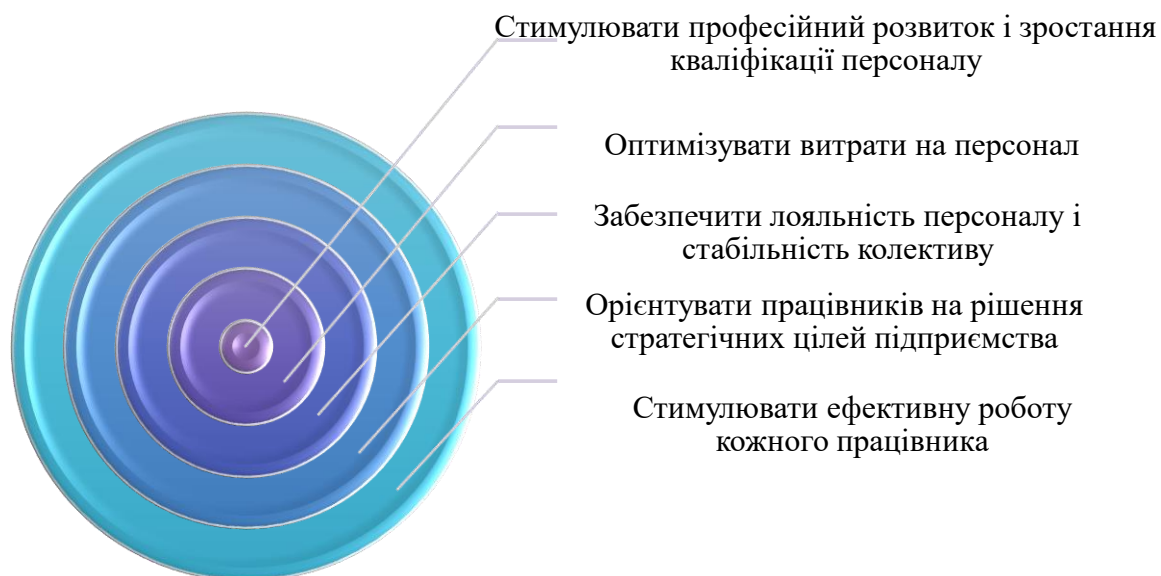 Стимулювати професійний розвиток і зростання
кваліфікації персоналу
Оптимізувати витрати на персонал
Забезпечити лояльність персоналу і
стабільність колективу
Орієнтувати працівників на рішення
стратегічних цілей підприємства
Стимулювати ефективну роботу
кожного працівника